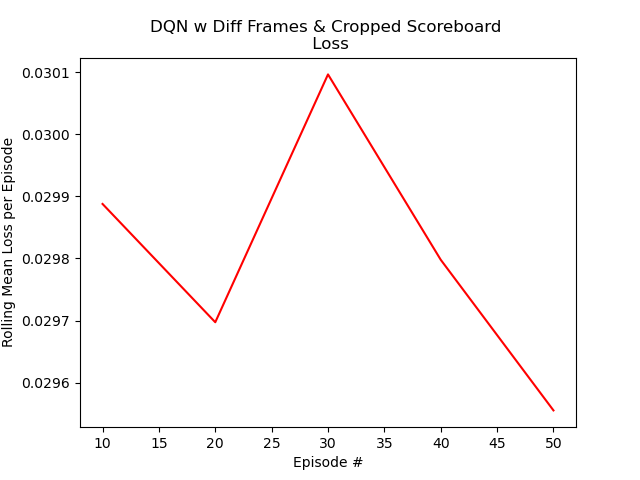 DQN w Diff Frames & Cropped Scoreboard
Loss
0.0301
0.0300
0.0299
0.0298
0.0297
0.0296
Rolling Mean Loss per Episode
10 15 20 25 30 35 40 45 50
Episode #